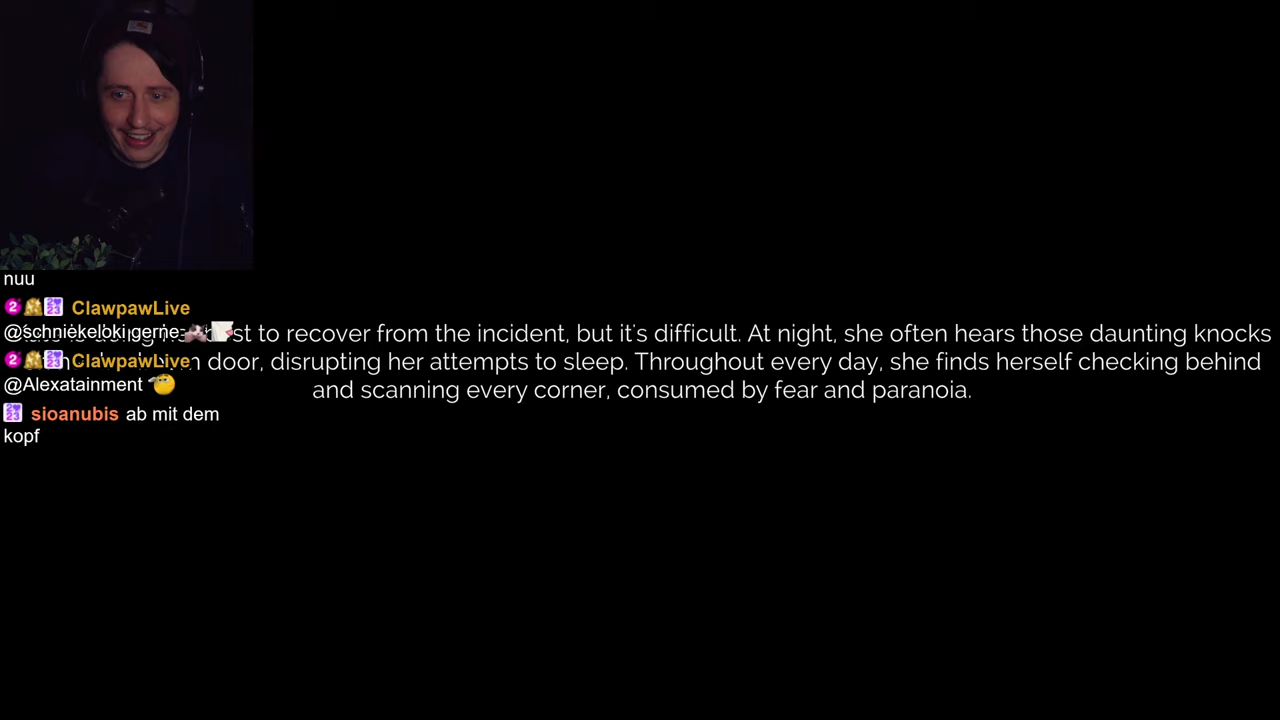 nuu
ClawpawLive
@schniekeloki gerne
st to recover from the incident, but it's difficult. At night, she often hears those daunting knocks
ClawpawLive
door, disrupting her attempts to sleep. Throughout every day, she finds herself checking behind
@Alexatainment
and scanning every corner, consumed by fear and paranoia.
sioanubis ab mit dem
kopf